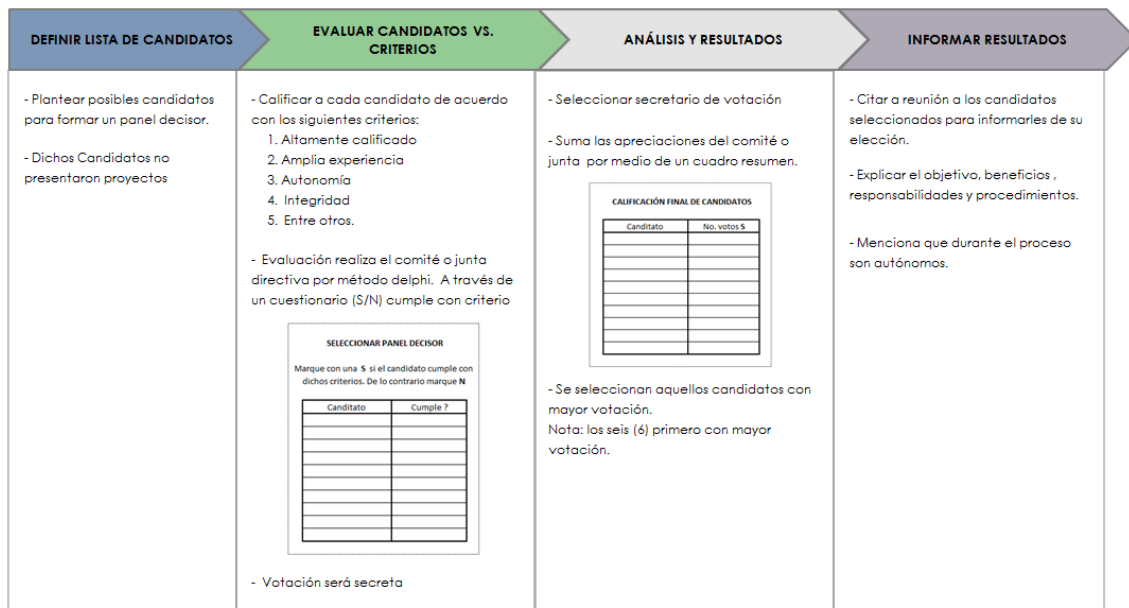 DEFINIR LISTA DE CANDIDATOS
- Plantear posibles candidatos
para formar un panel decisor.
- Dichos Candidatos no
presentaron proyectos
EVALUAR CANDIDATOS VS.
CRITERIOS
- Calificar a cada candidato de acuerdo
con los siguientes criterios:
1. Altamente calificado
2. Amplia experiencia
3. Autonomía
4. Integridad
5. Entre otros.
- Evaluación realiza el comité o junta
directiva por método delphi. A través de
un cuestionario (S/N) cumple con criterio
SELECCIONAR PANEL DECISOR
Marque con una S si el candidato cumple con
dichos criterios. De lo contrario marque N
Canditato Cumple ?
- Votación será secreta
ANÁLISIS Y RESULTADOS
- Seleccionar secretario de votación
- Suma las apreciaciones del comité o
junta por medio de un cuadro resumen.
CALIFICACIÓN FINAL DE CANDIDATOS
Canditato No. votos S
- Se seleccionan aquellos candidatos con
mayor votación.
Nota: los seis (6) primero con mayor
votación.
INFORMAR RESULTADOS
- Citar a reunión a los candidatos
seleccionados para informarles de su
elección.
- Explicar el objetivo, beneficios ,
responsabilidades y procedimientos.
- Menciona que durante el proceso
son autónomos.